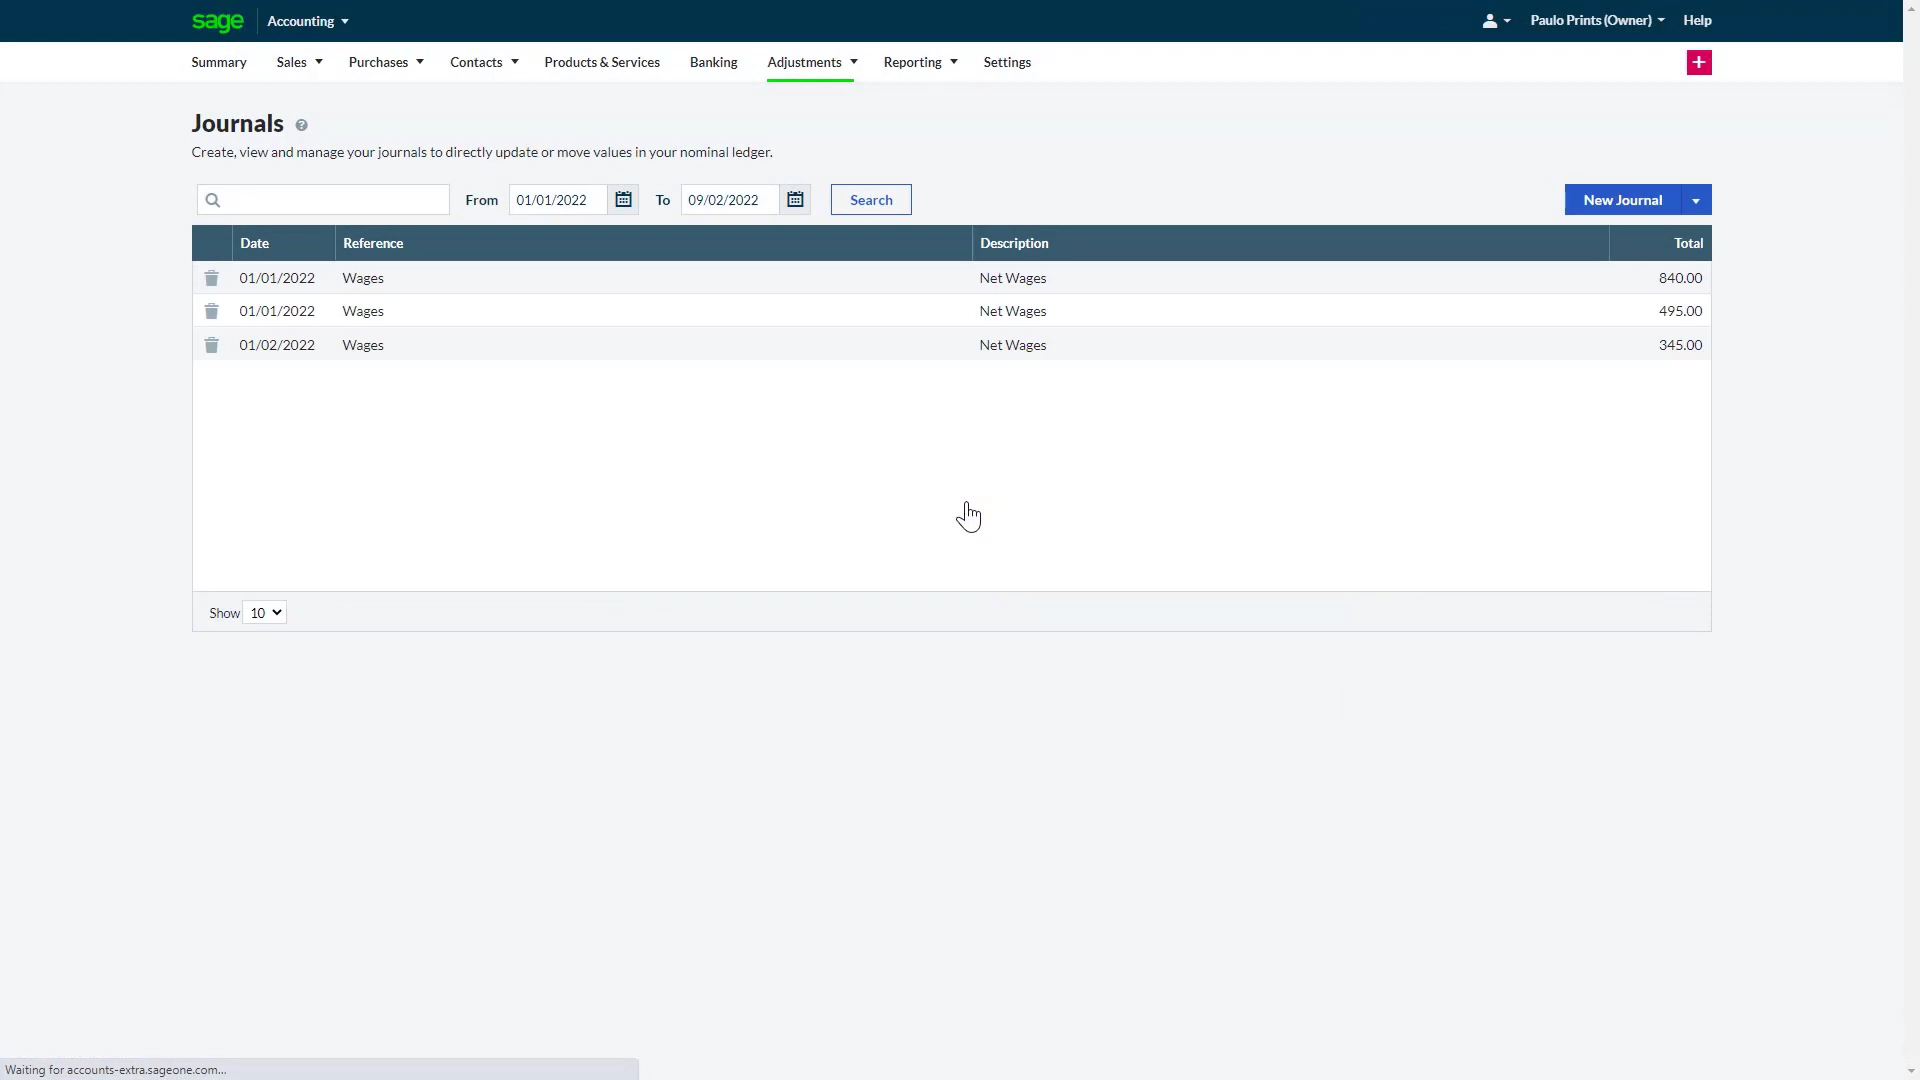 sage Accounting Paulo Prints (Owner) Help
Summary Sales Purchases Contacts Products & Services Banking Adjustments Reporting Settings +
Journals ?
Create, view and manage your journals to directly update or move values in your nominal ledger.
From 01/01/2022 To 09/02/2022 Search New Journal
Date Reference Description Total
01/01/2022 Wages Net Wages 840.00
01/01/2022 Wages Net Wages 495.00
01/02/2022 Wages Net Wages 345.00
Show 10
Waiting for accounts-extra.sageone.com...